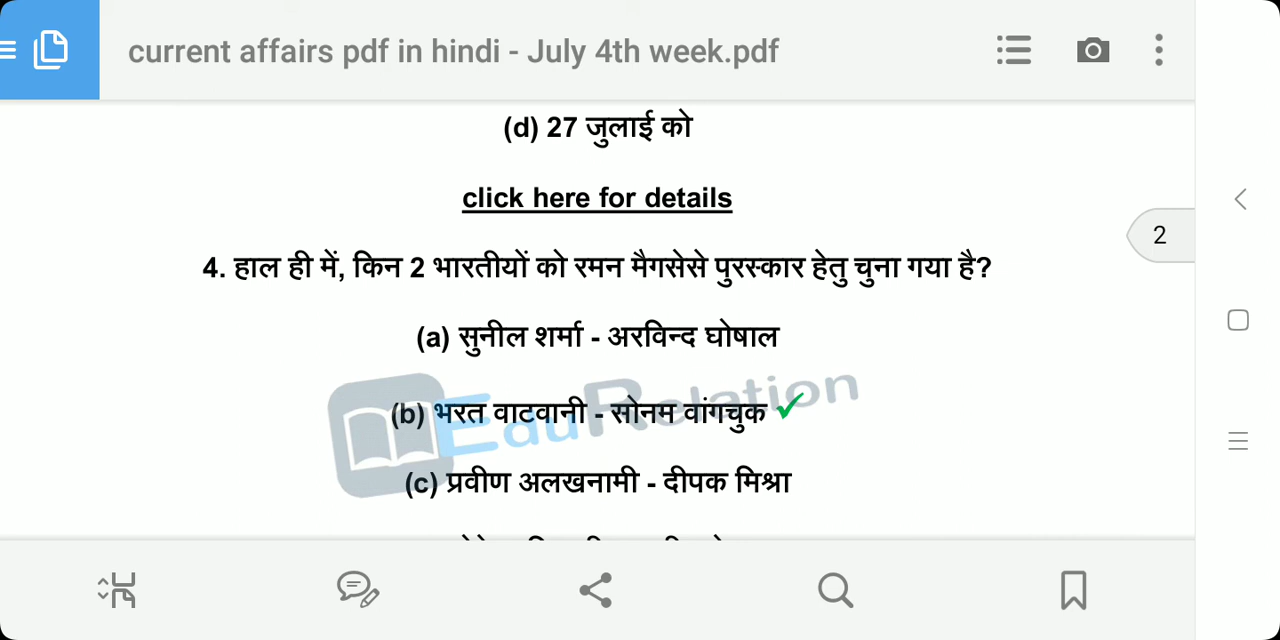 current affairs pdf in hindi - July 4th week.pdf
(d) 27 जुलाई को
click here for details
2
4. हाल ही में, किन 2 भारतीयों को रमन मैगसेसे पुरस्कार हेतु चुना गया है?
(a) सुनील शर्मा - अरविन्द घोषाल
EduRelation
(b) भरत वाटवानी - सोनम वांगचुक ✓
(c) प्रवीण अलखनामी - दीपक मिश्रा